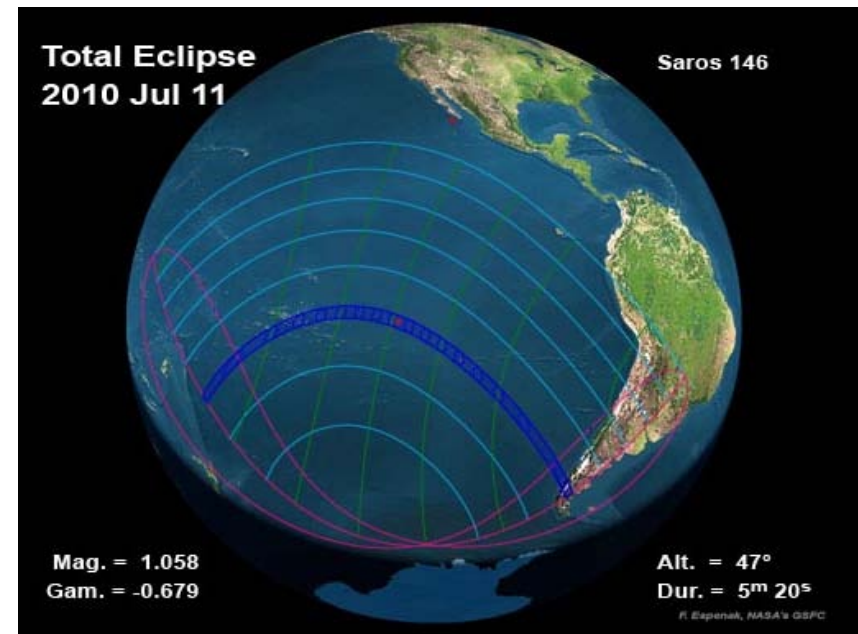 Total Eclipse
2010 Jul 11
Saros 146
Mag. = 1.058
Gam. = -0.679
Alt. = 47°
Dur. = 5m 20s
F. Espenak, NASA's GSFC